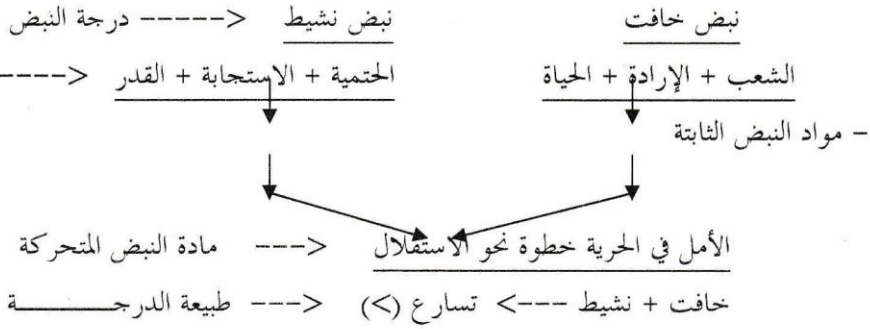 نبض خافت نبض نشيط <----- درجة النبض
الشعب + الإرادة + الحياة الحتمية + الاستجابة + القدر <----
– مواد النبض الثابتة
الأمل في الحرية خطوة نحو الاستقلال <--- مادة النبض المتحركة
خافت + نشيط ---> تسارع (>) <--- طبيعة الدرجـــــــــة